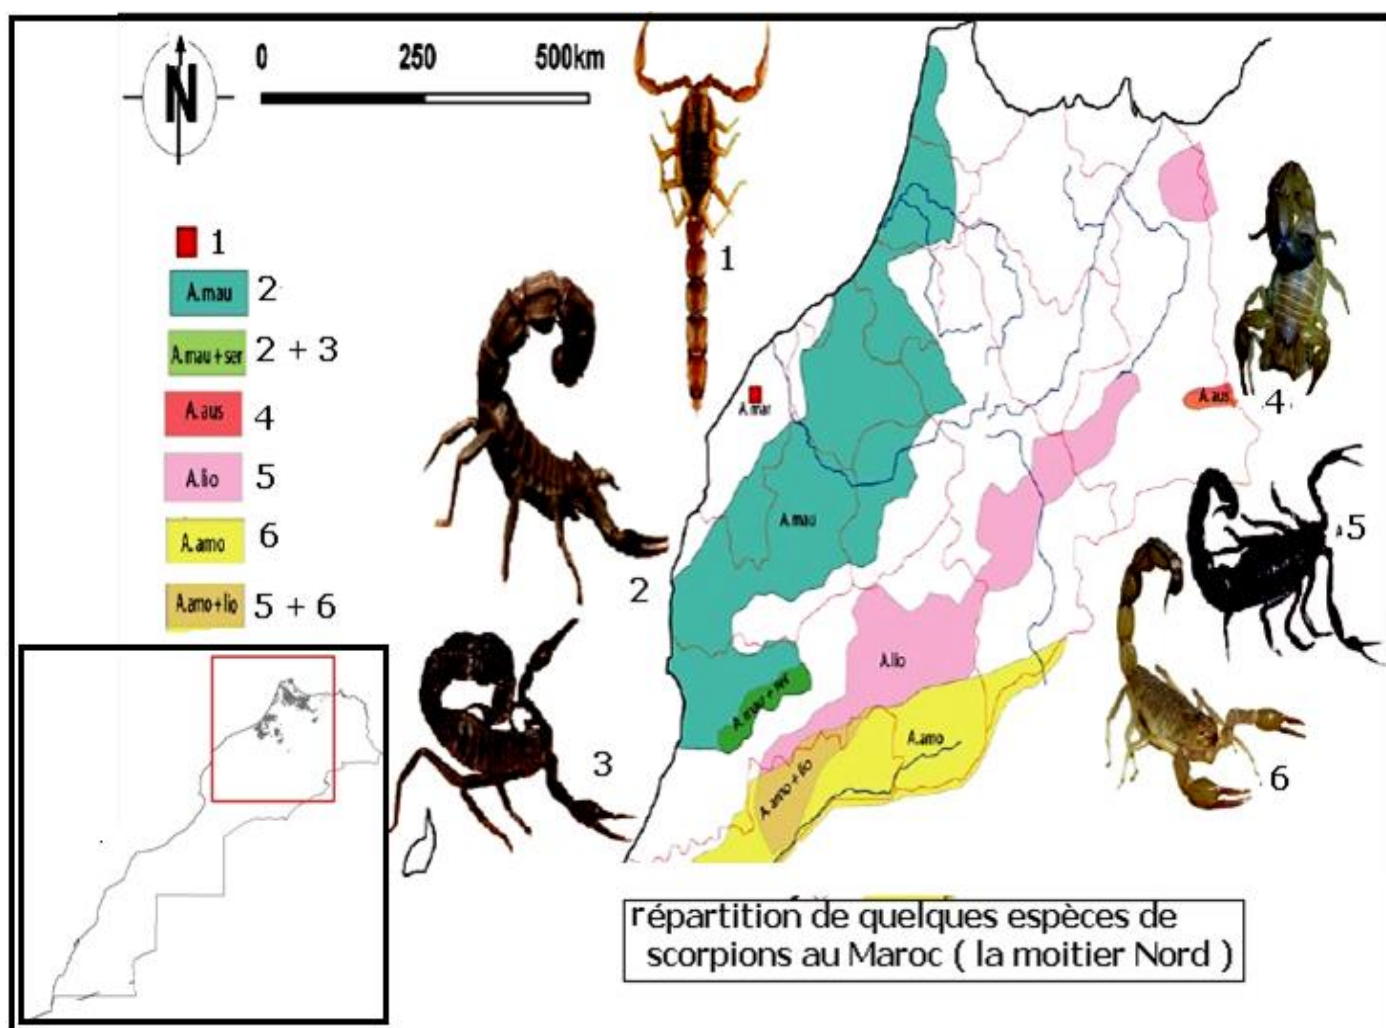 N
0 250 500km
1
A.mau 2
A.mau+ser 2 + 3
A.aus 4
A.lio 5
A.amo 6
A.amo+lio 5 + 6
1
2
3
4
5
6
A.mar
A.aus
A.mau
A.lio
A.mau + ser
A.amo
A.amo + lio
répartition de quelques espèces de
scorpions au Maroc ( la moitier Nord )